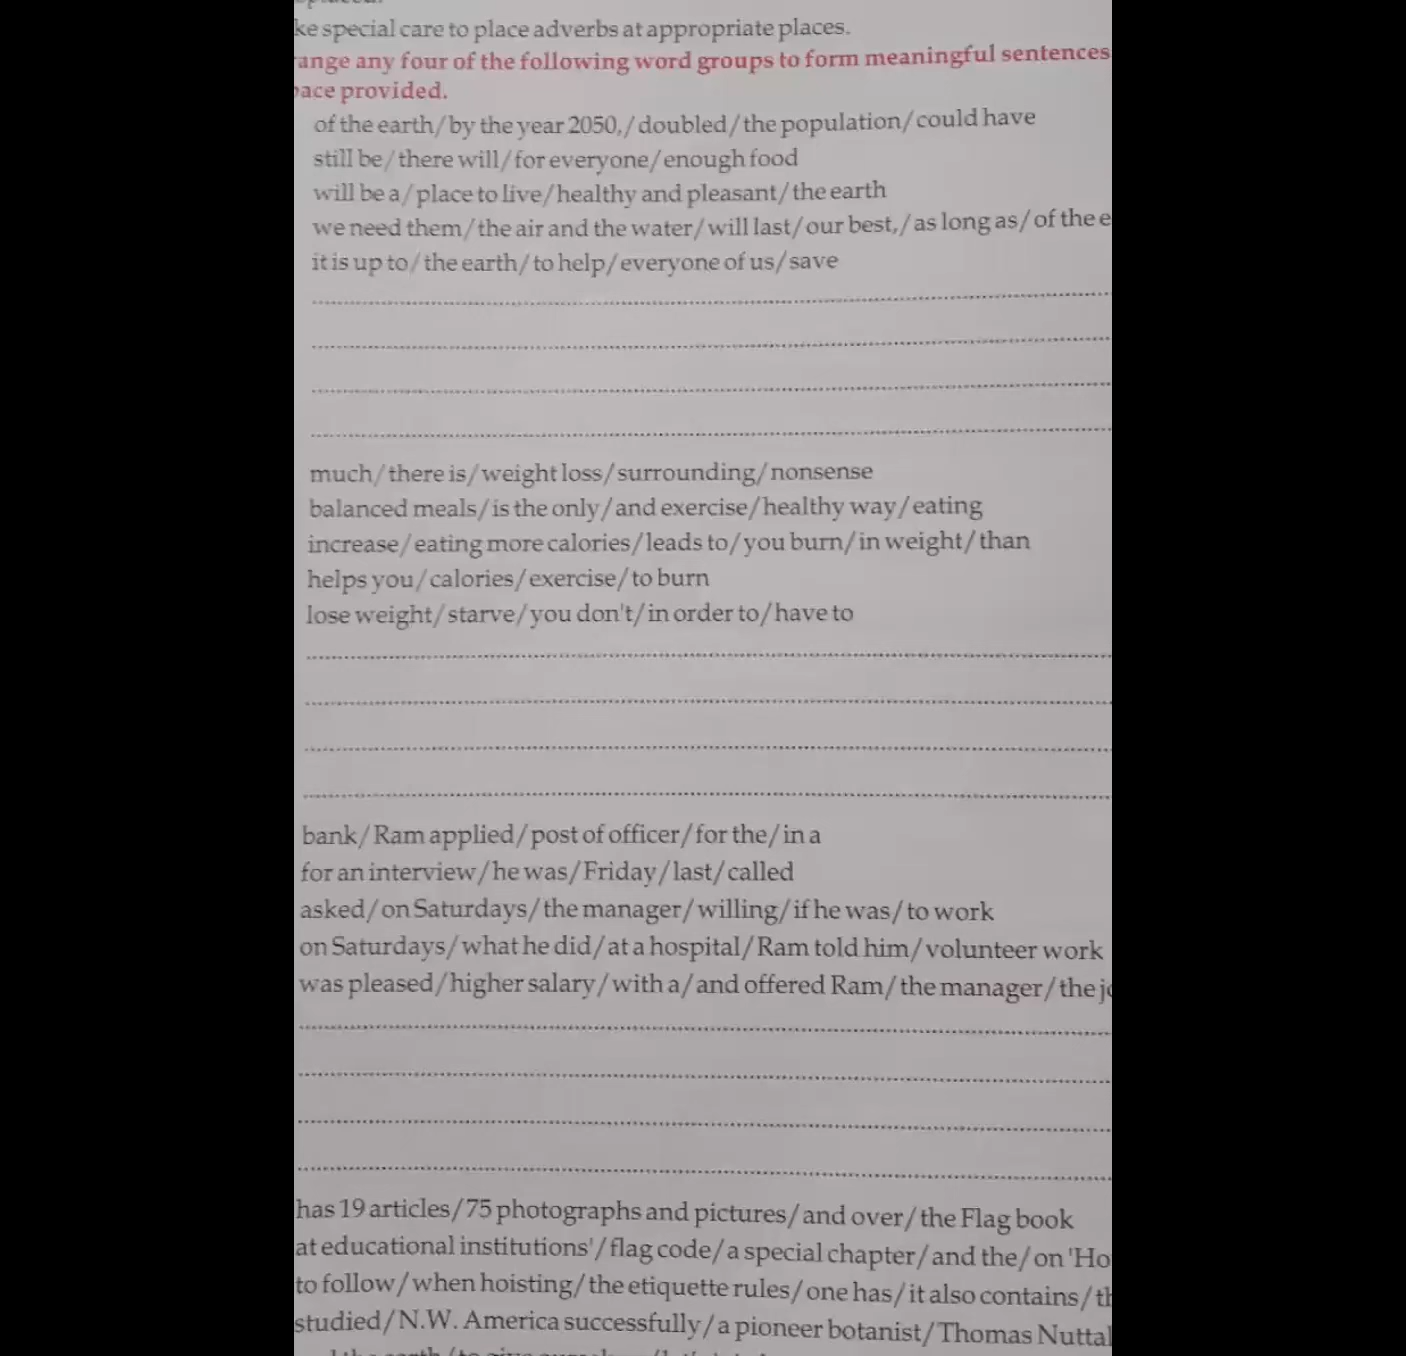 ke special care to place adverbs at appropriate places.
ange any four of the following word groups to form meaningful sentences
ace provided.
of the earth/by the year 2050,/doubled/the population/could have
still be/there will/for everyone/enough food
will be a/place to live/healthy and pleasant/the earth
we need them/the air and the water/will last/our best,/as long as/of the e
it is up to/the earth/to help/everyone of us/save
much/there is/weight loss/surrounding/nonsense
balanced meals/is the only/and exercise/healthy way/eating
increase/eating more calories/leads to/you burn/in weight/than
helps you/calories/exercise/to burn
lose weight/starve/you don't/in order to/have to
bank/Ram applied/post of officer/for the/in a
for an interview/he was/Friday/last/called
asked/on Saturdays/the manager/willing/if he was/to work
on Saturdays/what he did/at a hospital/Ram told him/volunteer work
was pleased/higher salary/with a/and offered Ram/the manager/the jo
has 19 articles/75 photographs and pictures/and over/the Flag book
at educational institutions'/flag code/a special chapter/and the/on 'Ho
to follow/when hoisting/the etiquette rules/one has/it also contains/th
studied/N.W. America successfully/a pioneer botanist/Thomas Nuttal